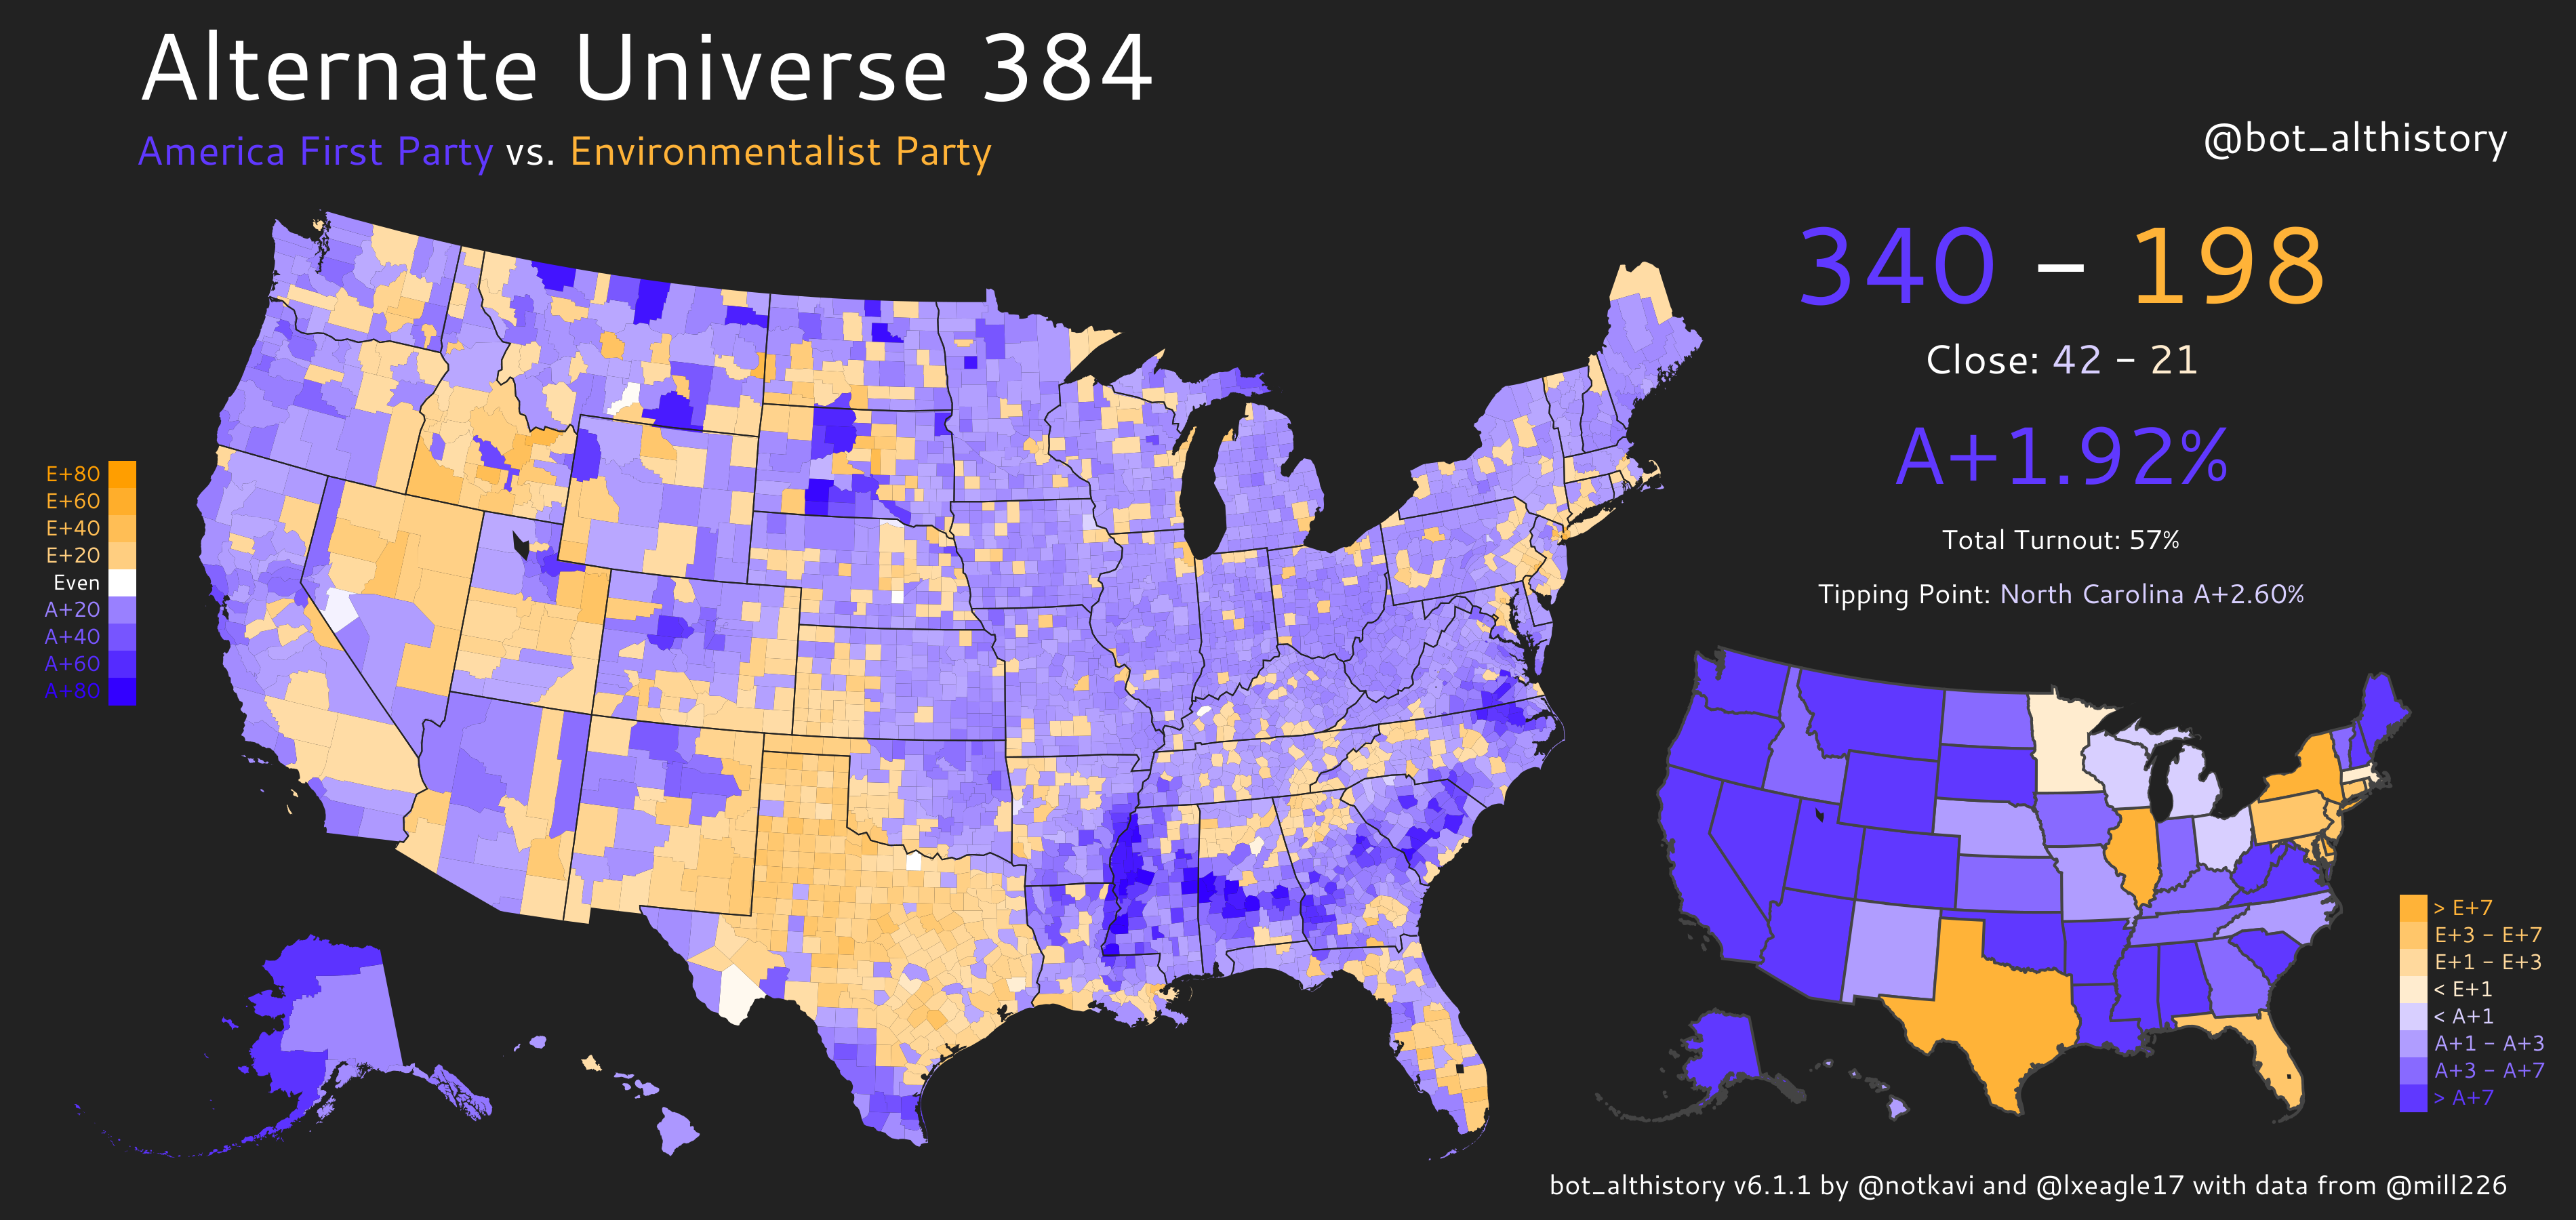 Alternate Universe 384
America First Party vs. Environmentalist Party
@bot_althistory
340 – 198
Close: 42 – 21
A+1.92%
Total Turnout: 57%
Tipping Point: North Carolina A+2.60%
E+80
E+60
E+40
E+20
Even
A+20
A+40
A+60
A+80
> E+7
E+3 – E+7
E+1 – E+3
< E+1
< A+1
A+1 – A+3
A+3 – A+7
> A+7
bot_althistory v6.1.1 by @notkavi and @lxeagle17 with data from @mill226